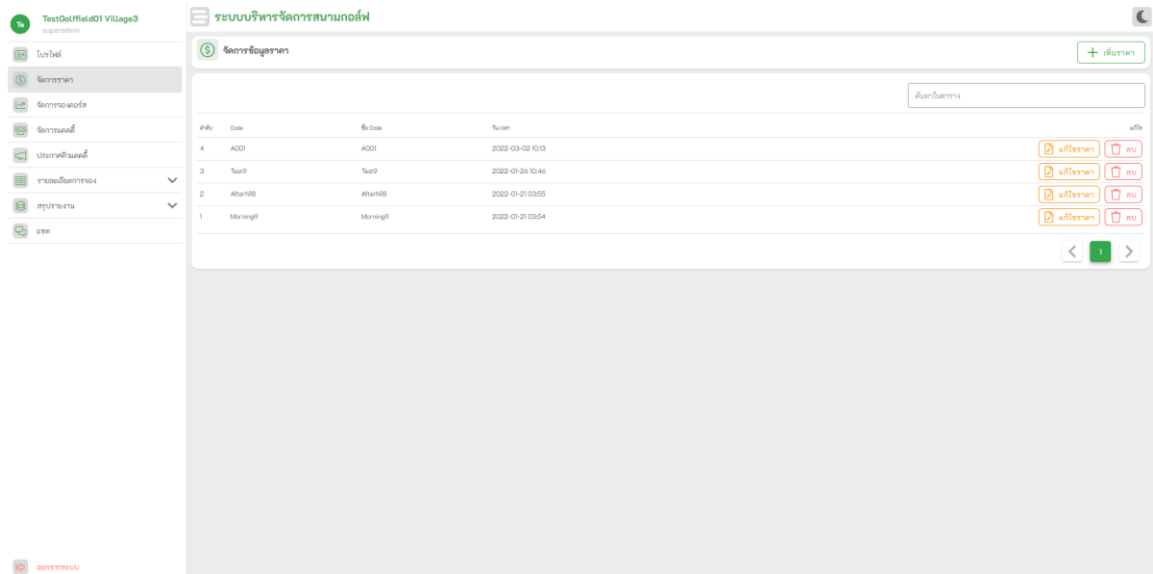 Te
TestGolffield01 Village3
superadmin
โปรไฟล์
จัดการราคา
จัดการจองคอร์ส
จัดการแคดดี้
ประกาศคิวแคดดี้
รายละเอียดการจอง
สรุปรายงาน
แชท
ออกจากระบบ
ระบบบริหารจัดการสนามกอล์ฟ
จัดการข้อมูลราคา
เพิ่มราคา
ค้นหาในตาราง
ลำดับ Code ชื่อ Code วัน เวลา แก้ไข
4 A001 A001 2022-03-02 10:13 แก้ไขราคา ลบ
3 Test9 Test9 2022-01-26 10:46 แก้ไขราคา ลบ
2 AfterN18 AfterN18 2022-01-21 03:55 แก้ไขราคา ลบ
1 Morning9 Morning9 2022-01-21 03:54 แก้ไขราคา ลบ
1